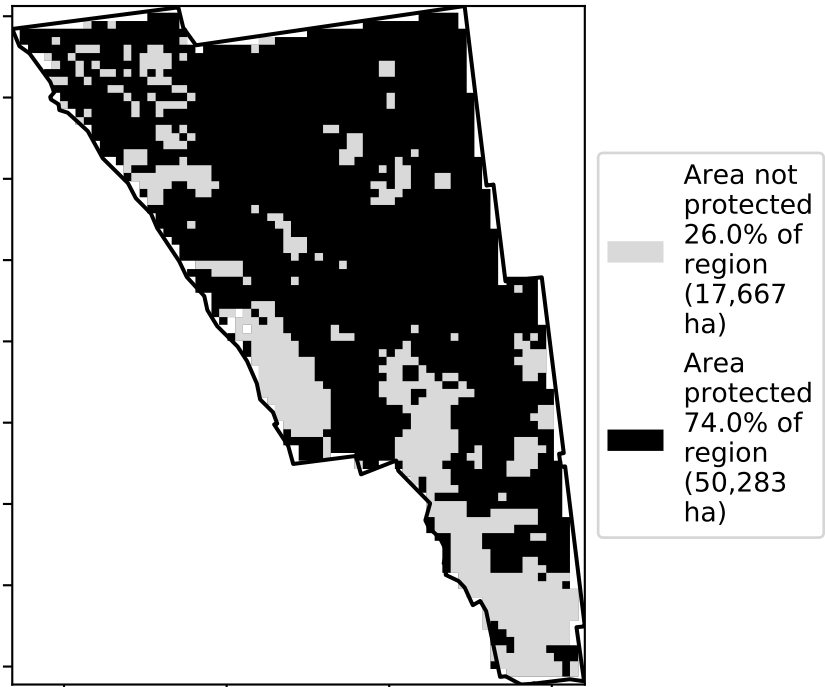 Area not
protected
26.0% of
region
(17,667
ha)
Area
protected
74.0% of
region
(50,283
ha)